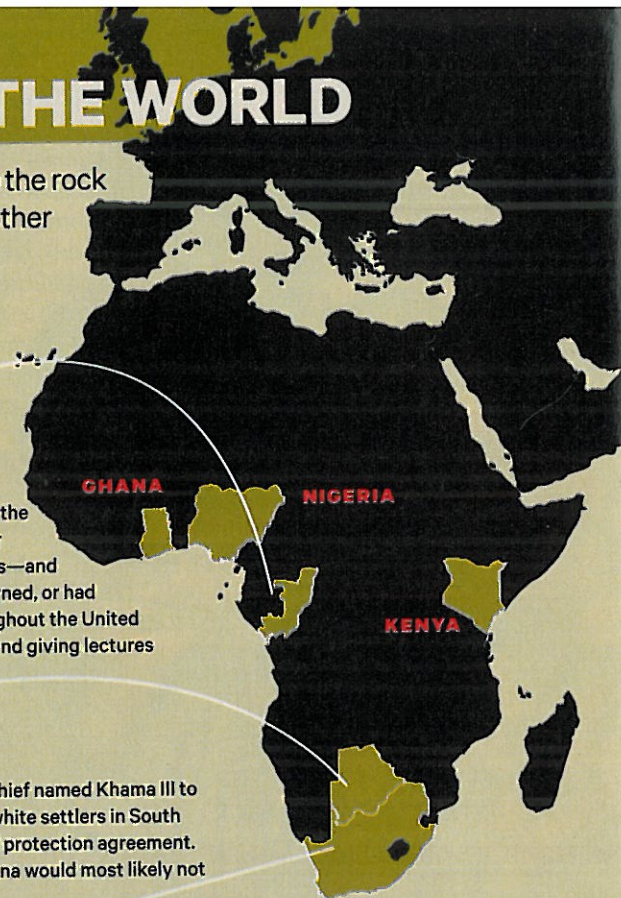 THE WORLD
the rock
ther
GHANA
NIGERIA
the
s—and
rned, or had
ghout the United
nd giving lectures
KENYA
hief named Khama III to
white settlers in South
protection agreement.
na would most likely not